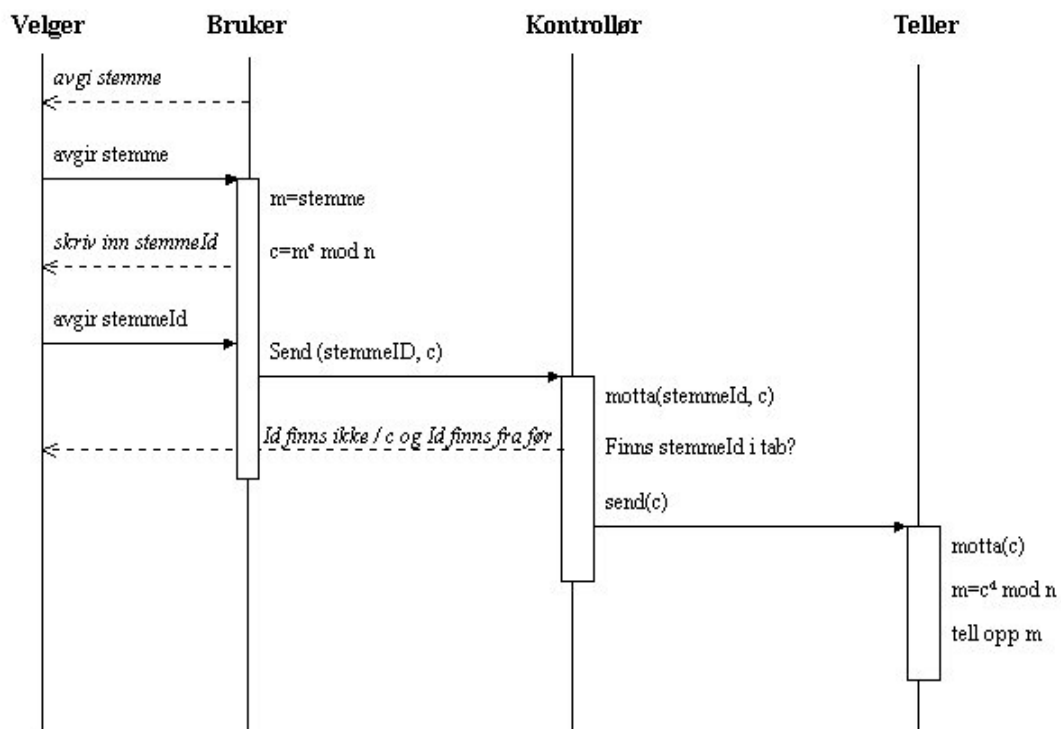 Velger Bruker Kontrollør Teller
avgi stemme
avgir stemme
m=stemme
skriv inn stemmeId
c=mᵉ mod n
avgir stemmeId
Send (stemmeID, c)
motta(stemmeId, c)
Id finns ikke / c og Id finns fra før
Finns stemmeId i tab?
send(c)
motta(c)
m=cᵈ mod n
tell opp m